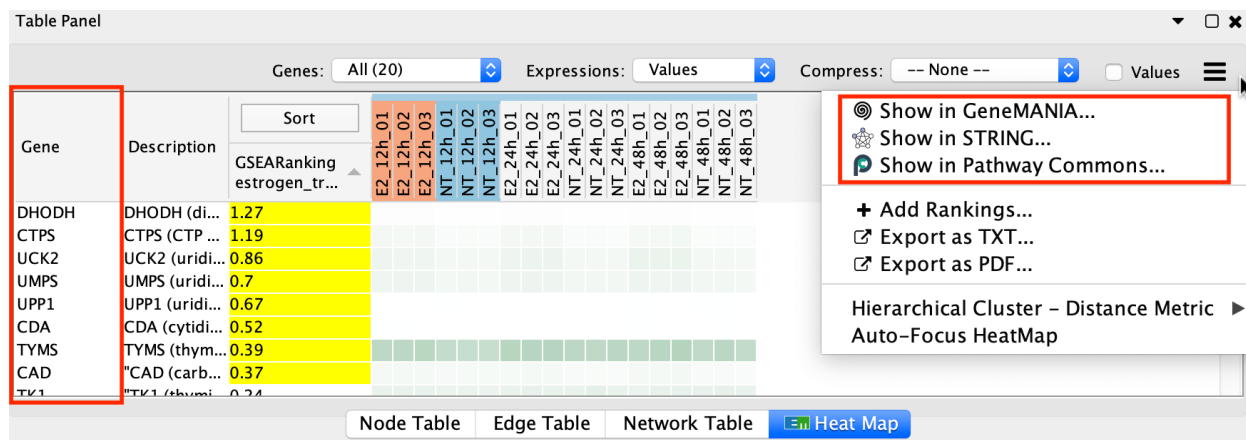 Table Panel
Genes: All (20) Expressions: Values Compress: -- None -- Values
Gene Description Sort
GSEARanking
estrogen_tr...
E2_12h_01
E2_12h_02
E2_12h_03
NT_12h_01
NT_12h_02
NT_12h_03
E2_24h_01
E2_24h_02
E2_24h_03
NT_24h_01
NT_24h_02
NT_24h_03
E2_48h_01
E2_48h_02
E2_48h_03
NT_48h_01
NT_48h_02
NT_48h_03
DHODH DHODH (di... 1.27
CTPS CTPS (CTP ... 1.19
UCK2 UCK2 (uridi... 0.86
UMPS UMPS (uridi... 0.7
UPP1 UPP1 (uridi... 0.67
CDA CDA (cytidi... 0.52
TYMS TYMS (thym... 0.39
CAD "CAD (carb... 0.37
TK1 "TK1 (thymi... 0.24
Show in GeneMANIA...
Show in STRING...
Show in Pathway Commons...
Add Rankings...
Export as TXT...
Export as PDF...
Hierarchical Cluster – Distance Metric
Auto-Focus HeatMap
Node Table Edge Table Network Table Heat Map